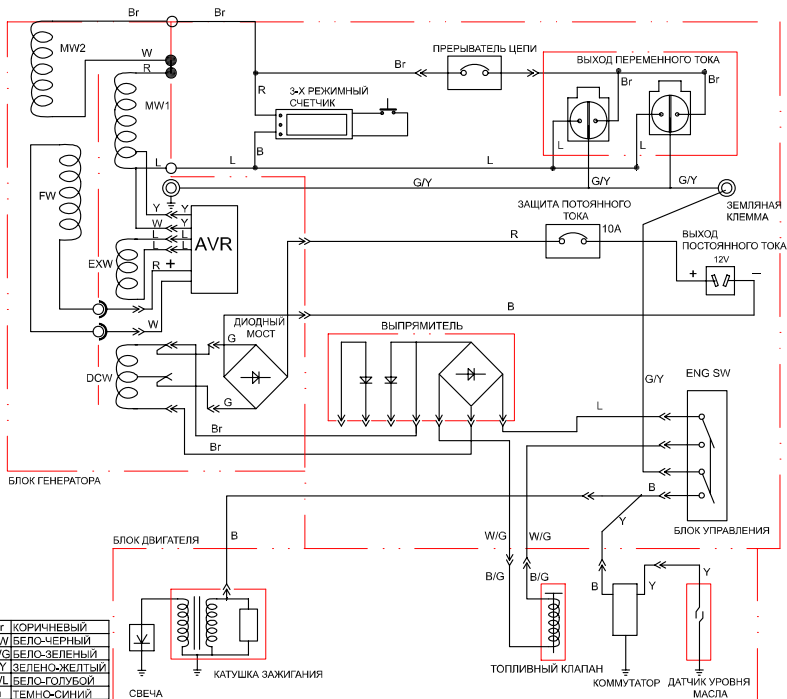 Br
Br
MW2
W
R
MW1
R
3-Х РЕЖИМНЫЙ
СЧЕТЧИК
B
Br
ПРЕРЫВАТЕЛЬ ЦЕПИ
ВЫХОД ПЕРЕМЕННОГО ТОКА
Br
Br
L
L
L
L
L
G/Y
G/Y
G/Y
ЗЕМЛЯНАЯ
КЛЕММА
FW
Y
Y
W
Y
L
L
L
L
R
+
AVR
EXW
W
ЗАЩИТА ПОТОЯННОГО
ТОКА
10A
R
ВЫХОД
ПОСТОЯННОГО ТОКА
12V
+
−
B
ДИОДНЫЙ
МОСТ
G
G
ВЫПРЯМИТЕЛЬ
DCW
Br
Br
G/Y
ENG SW
L
B
Y
БЛОК ГЕНЕРАТОРА
БЛОК УПРАВЛЕНИЯ
БЛОК ДВИГАТЕЛЯ
B
W/G
W/G
B/G
B/G
B
Y
Y
ТОПЛИВНЫЙ КЛАПАН
КОММУТАТОР
ДАТЧИК УРОВНЯ
МАСЛА
КАТУШКА ЗАЖИГАНИЯ
СВЕЧА
r КОРИЧНЕВЫЙ
W БЕЛО-ЧЕРНЫЙ
/G БЕЛО-ЗЕЛЕНЫЙ
Y ЗЕЛЕНО-ЖЕЛТЫЙ
/L БЕЛО-ГОЛУБОЙ
ТЕМНО-СИНИЙ